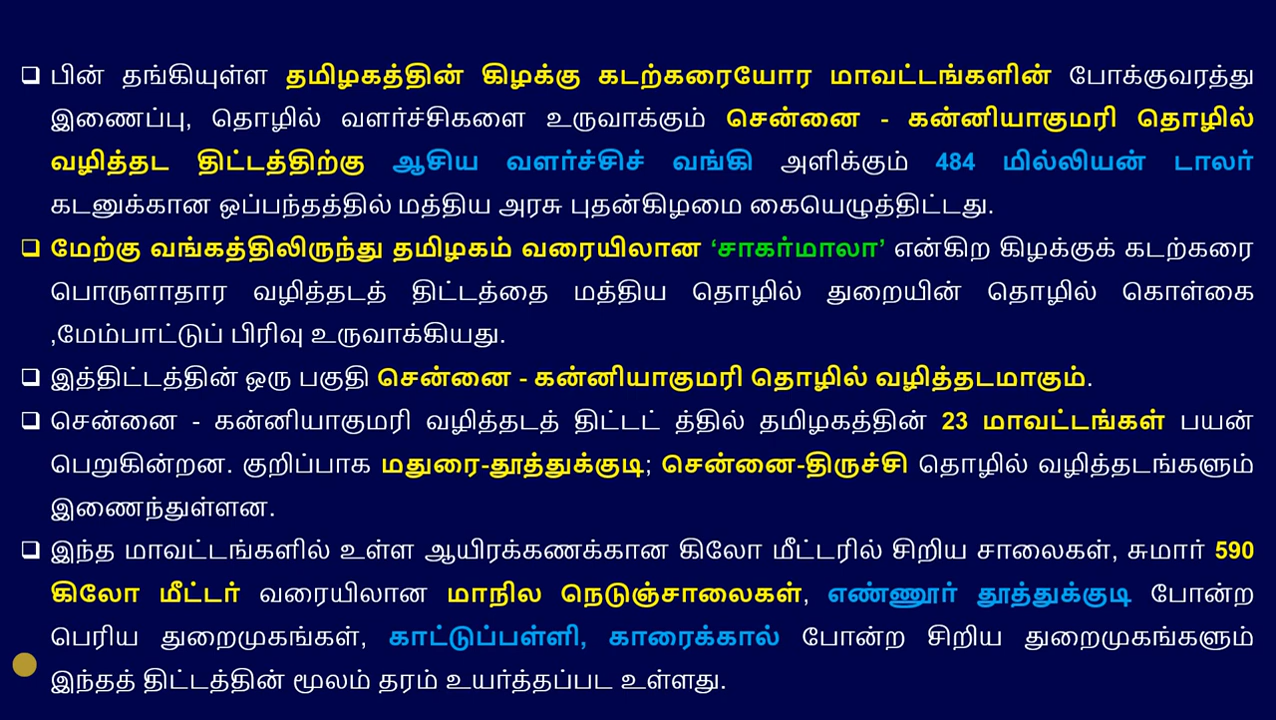 பின் தங்கியுள்ள தமிழகத்தின் கிழக்கு கடற்கரையோர மாவட்டங்களின் போக்குவரத்து
இணைப்பு, தொழில் வளர்ச்சிகளை உருவாக்கும் சென்னை - கன்னியாகுமரி தொழில்
வழித்தட திட்டத்திற்கு ஆசிய வளர்ச்சிச் வங்கி அளிக்கும் 484 மில்லியன் டாலர்
கடனுக்கான ஒப்பந்தத்தில் மத்திய அரசு புதன்கிழமை கையெழுத்திட்டது.
மேற்கு வங்கத்திலிருந்து தமிழகம் வரையிலான ‘சாகர்மாலா’ என்கிற கிழக்குக் கடற்கரை
பொருளாதார வழித்தடத் திட்டத்தை மத்திய தொழில் துறையின் தொழில் கொள்கை
,மேம்பாட்டுப் பிரிவு உருவாக்கியது.
இத்திட்டத்தின் ஒரு பகுதி சென்னை - கன்னியாகுமரி தொழில் வழித்தடமாகும்.
சென்னை - கன்னியாகுமரி வழித்தடத் திட்டட் த்தில் தமிழகத்தின் 23 மாவட்டங்கள் பயன்
பெறுகின்றன. குறிப்பாக மதுரை-தூத்துக்குடி; சென்னை-திருச்சி தொழில் வழித்தடங்களும்
இணைந்துள்ளன.
இந்த மாவட்டங்களில் உள்ள ஆயிரக்கணக்கான கிலோ மீட்டரில் சிறிய சாலைகள், சுமார் 590
கிலோ மீட்டர் வரையிலான மாநில நெடுஞ்சாலைகள், எண்ணூர் தூத்துக்குடி போன்ற
பெரிய துறைமுகங்கள், காட்டுப்பள்ளி, காரைக்கால் போன்ற சிறிய துறைமுகங்களும்
இந்தத் திட்டத்தின் மூலம் தரம் உயர்த்தப்பட உள்ளது.